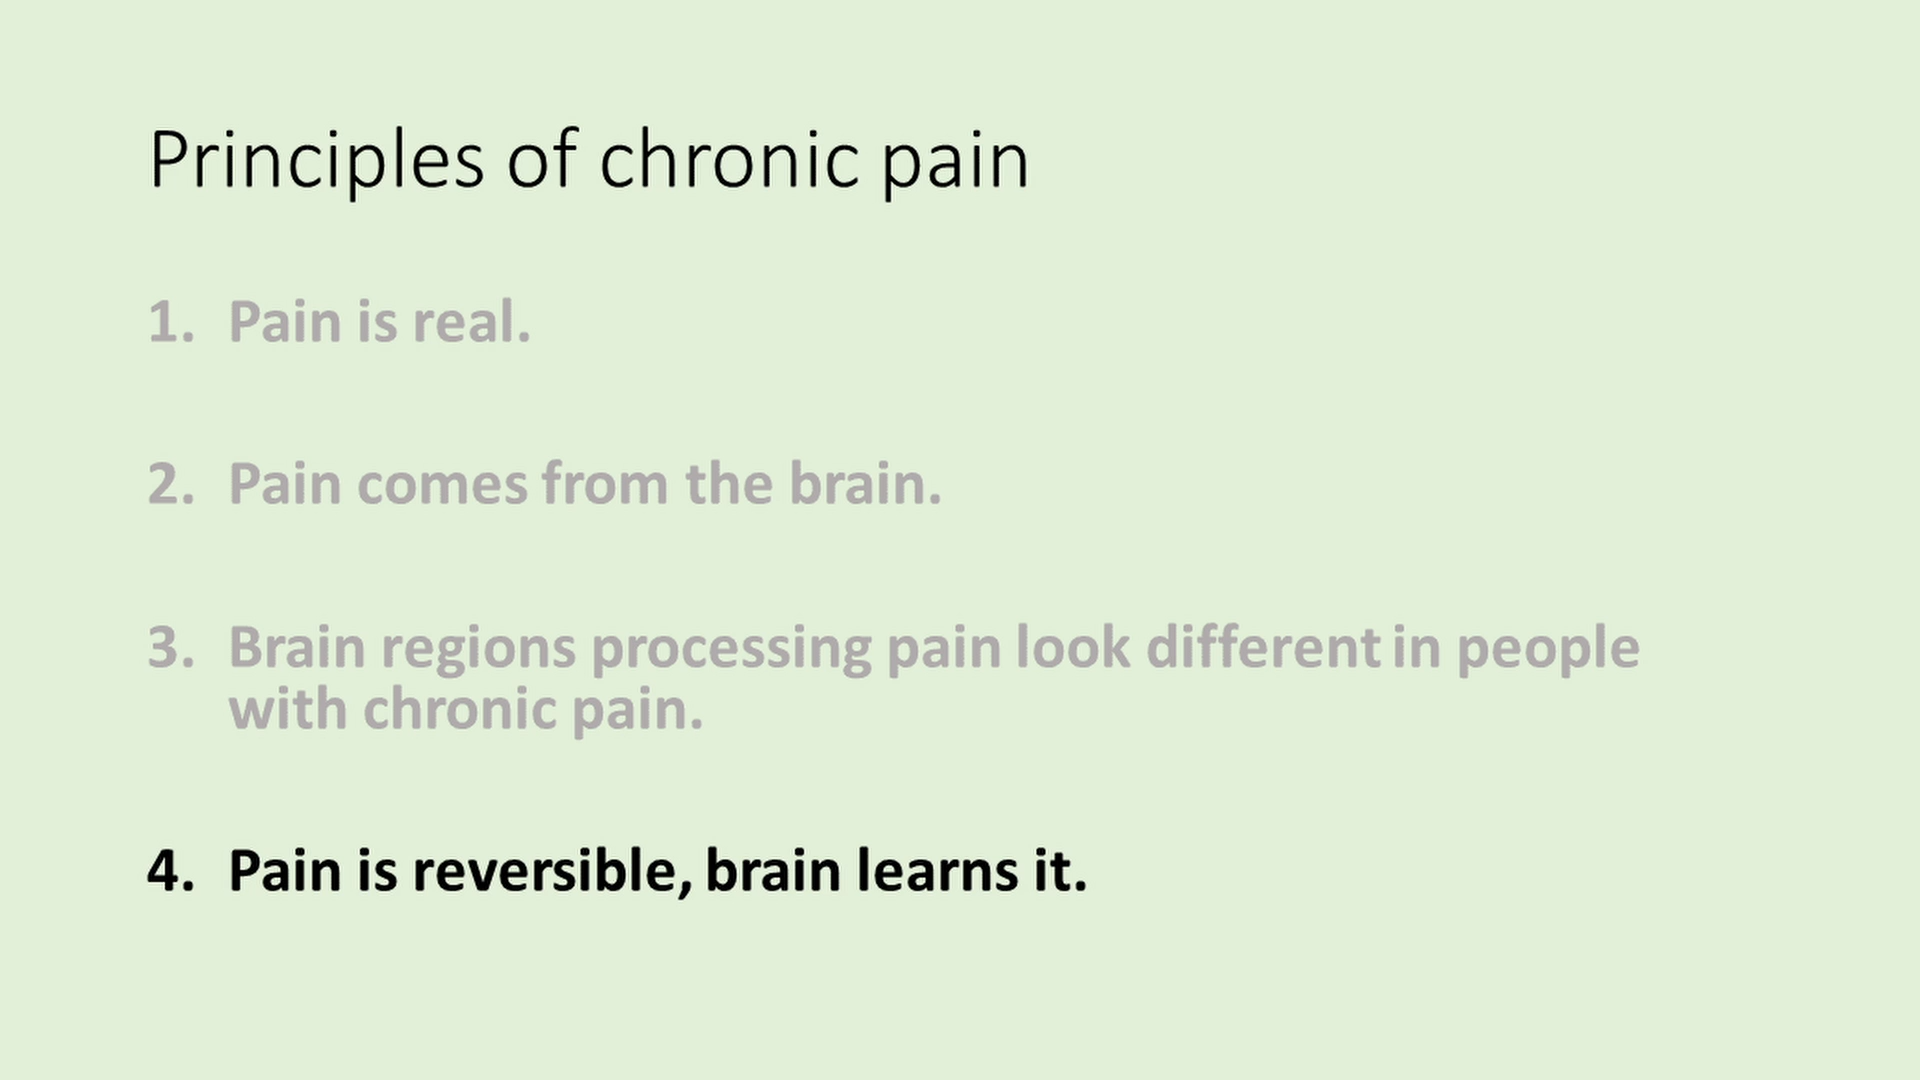 Principles of chronic pain
1. Pain is real.
2. Pain comes from the brain.
3. Brain regions processing pain look different in people
with chronic pain.
4. Pain is reversible, brain learns it.